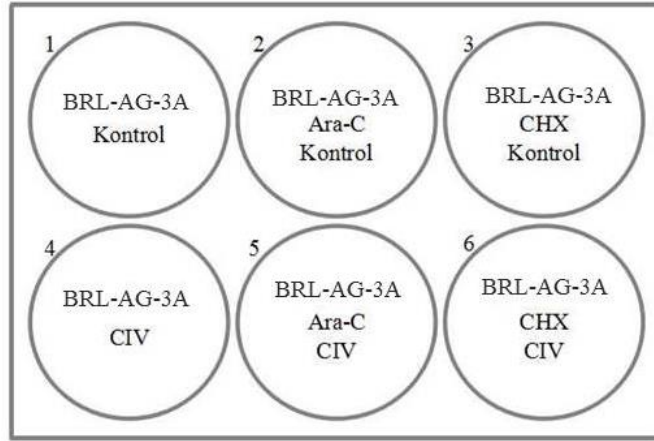 1
BRL-AG-3A
Kontrol
2
BRL-AG-3A
Ara-C
Kontrol
3
BRL-AG-3A
CHX
Kontrol
4
BRL-AG-3A
CIV
5
BRL-AG-3A
Ara-C
CIV
6
BRL-AG-3A
CHX
CIV